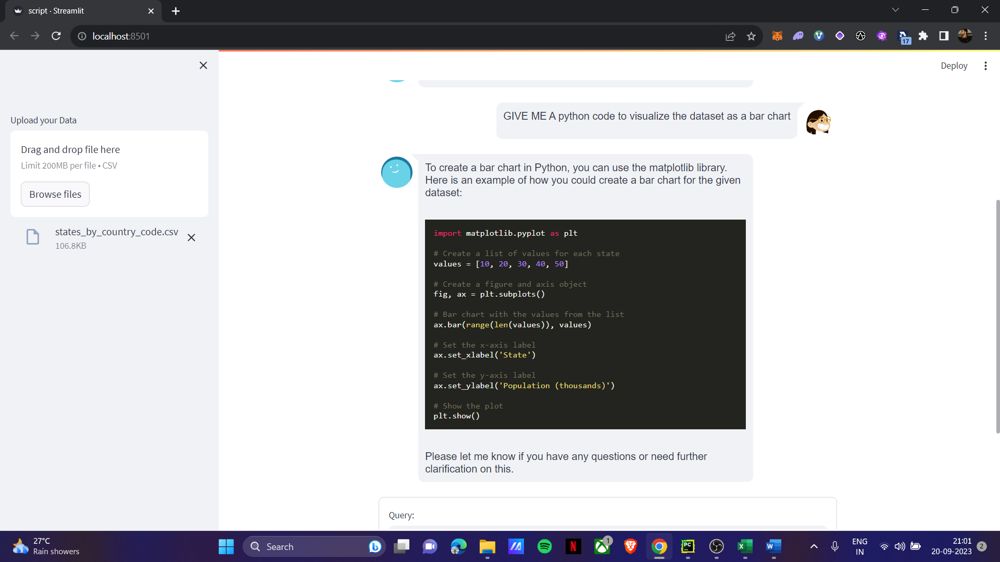 script · Streamlit
localhost:8501
17
Deploy
Upload your Data
Drag and drop file here
Limit 200MB per file • CSV
Browse files
states_by_country_code.csv
106.8KB
GIVE ME A python code to visualize the dataset as a bar chart
To create a bar chart in Python, you can use the matplotlib library.
Here is an example of how you could create a bar chart for the given
dataset:
import matplotlib.pyplot as plt
# Create a list of values for each state
values = [10, 20, 30, 40, 50]
# Create a figure and axis object
fig, ax = plt.subplots()
# Bar chart with the values from the list
ax.bar(range(len(values)), values)
# Set the x-axis label
ax.set_xlabel('State')
# Set the y-axis label
ax.set_ylabel('Population (thousands)')
# Show the plot
plt.show()
Please let me know if you have any questions or need further
clarification on this.
Query:
27°C
Rain showers
Search
N
1
PC
X
W
ENG
IN
21:01
20-09-2023
2